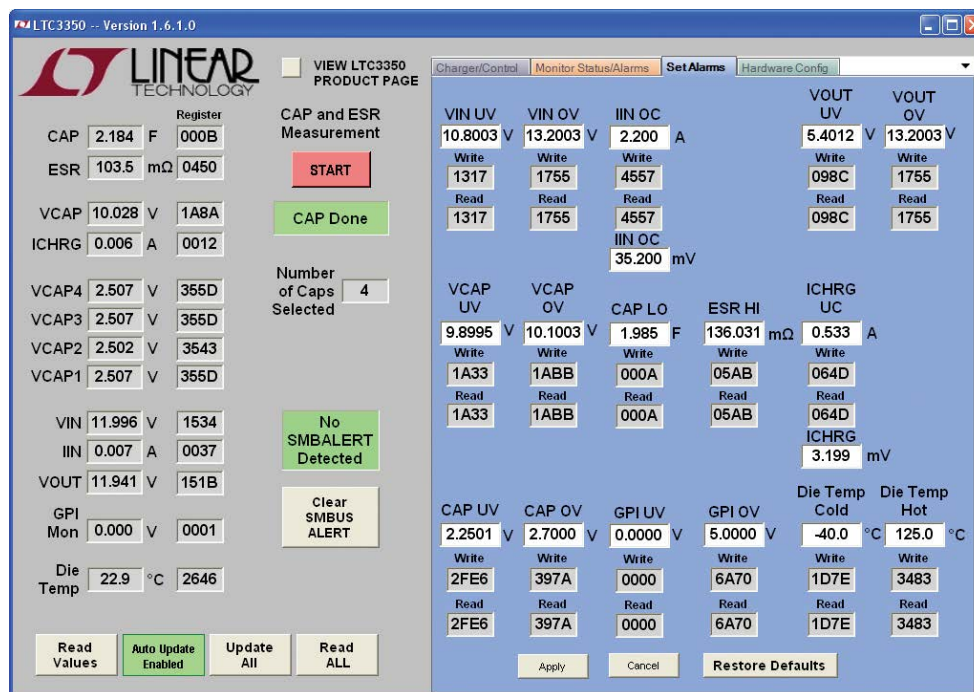 LTC3350 -- Version 1.6.1.0
LINEAR
TECHNOLOGY
VIEW LTC3350
PRODUCT PAGE
Register
CAP 2.184 F 000B
ESR 103.5 mΩ 0450
VCAP 10.028 V 1A8A
ICHRG 0.006 A 0012
VCAP4 2.507 V 355D
VCAP3 2.507 V 355D
VCAP2 2.502 V 3543
VCAP1 2.507 V 355D
VIN 11.996 V 1534
IIN 0.007 A 0037
VOUT 11.941 V 151B
GPI
Mon 0.000 V 0001
Die
Temp 22.9 °C 2646
CAP and ESR
Measurement
START
CAP Done
Number
of Caps
Selected 4
No
SMBALERT
Detected
Clear
SMBUS
ALERT
Read
Values
Auto Update
Enabled
Update
All
Read
ALL
Charger/Control Monitor Status/Alarms Set Alarms Hardware Config
VIN UV VIN OV IIN OC VOUT UV VOUT OV
10.8003 V 13.2003 V 2.200 A 5.4012 V 13.2003 V
Write Write Write Write Write
1317 1755 4557 098C 1755
Read Read Read Read Read
1317 1755 4557 098C 1755
IIN OC
35.200 mV
VCAP UV VCAP OV CAP LO ESR HI ICHRG UC
9.8995 V 10.1003 V 1.985 F 136.031 mΩ 0.533 A
Write Write Write Write Write
1A33 1ABB 000A 05AB 064D
Read Read Read Read Read
1A33 1ABB 000A 05AB 064D
ICHRG
3.199 mV
CAP UV CAP OV GPI UV GPI OV Die Temp Cold Die Temp Hot
2.2501 V 2.7000 V 0.0000 V 5.0000 V -40.0 °C 125.0 °C
Write Write Write Write Write Write
2FE6 397A 0000 6A70 1D7E 3483
Read Read Read Read Read Read
2FE6 397A 0000 6A70 1D7E 3483
Apply Cancel Restore Defaults